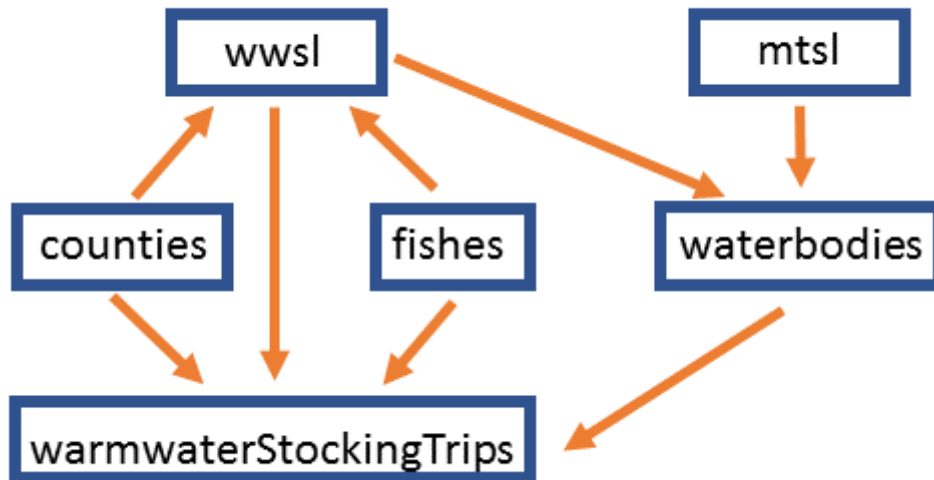 wwsl
mtsl
counties
fishes
waterbodies
warmwaterStockingTrips